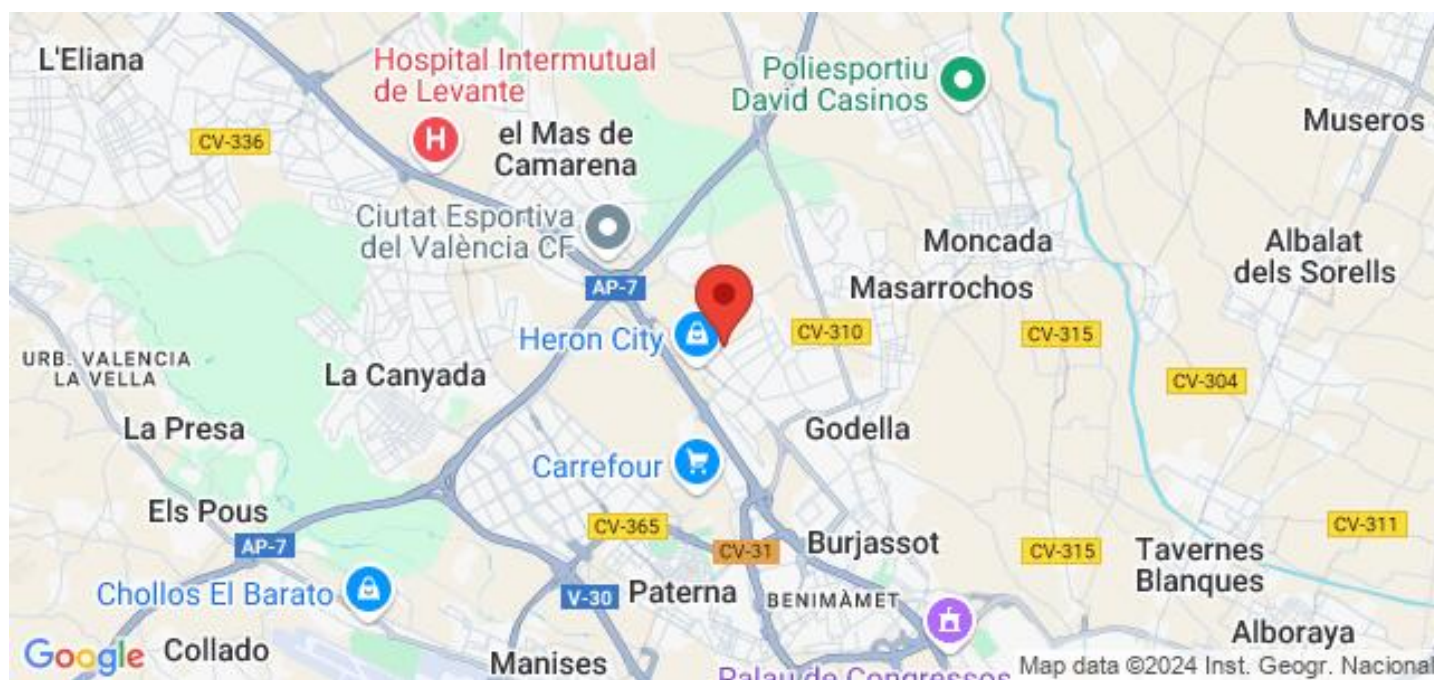 L'Eliana
Hospital Intermutual
de Levante
Poliesportiu
David Casinos
Museros
CV-336
el Mas de
Camarena
H
Ciutat Esportiva
del València CF
Moncada
Albalat
dels Sorells
AP-7
Masarrochos
Heron City
CV-310
CV-315
URB. VALENCIA
LA VELLA
La Canyada
CV-304
La Presa
Godella
Carrefour
Els Pous
CV-365
CV-311
AP-7
CV-31
Burjassot
CV-315
Tavernes
Blanques
Chollos El Barato
V-30
Paterna
BENIMÀMET
Google
Collado
Manises
Palau de Congressos
Alboraya
Map data ©2024 Inst. Geogr. Nacional